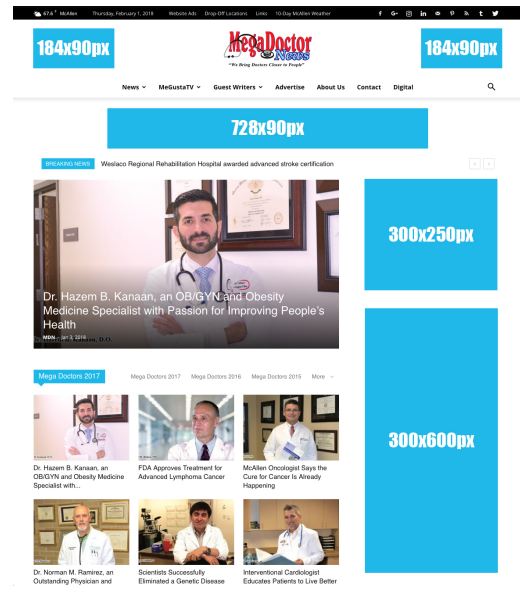 67.6 F McAllen Thursday, February 1, 2018 Website Ads Drop-Off Locations Links 10-Day McAllen Weather
184x90px
MegaDoctor
News
"We Bring Doctors Closer to People"
184x90px
News MeGustaTV Guest Writers Advertise About Us Contact Digital
728x90px
BREAKING NEWS Weslaco Regional Rehabilitation Hospital awarded advanced stroke certification
300x250px
Dr. Hazem B. Kanaan, an OB/GYN and Obesity
Medicine Specialist with Passion for Improving People's
Health
MDN - Jan 3, 2016
300x600px
Mega Doctors 2017 Mega Doctors 2017 Mega Doctors 2016 Mega Doctors 2015 More
Dr. Hazem B. Kanaan, an
OB/GYN and Obesity Medicine
Specialist with...
FDA Approves Treatment for
Advanced Lymphoma Cancer
McAllen Oncologist Says the
Cure for Cancer Is Already
Happening
Dr. Norman M. Ramirez, an
Outstanding Physician and
Scientists Successfully
Eliminated a Genetic Disease
Interventional Cardiologist
Educates Patients to Live Better